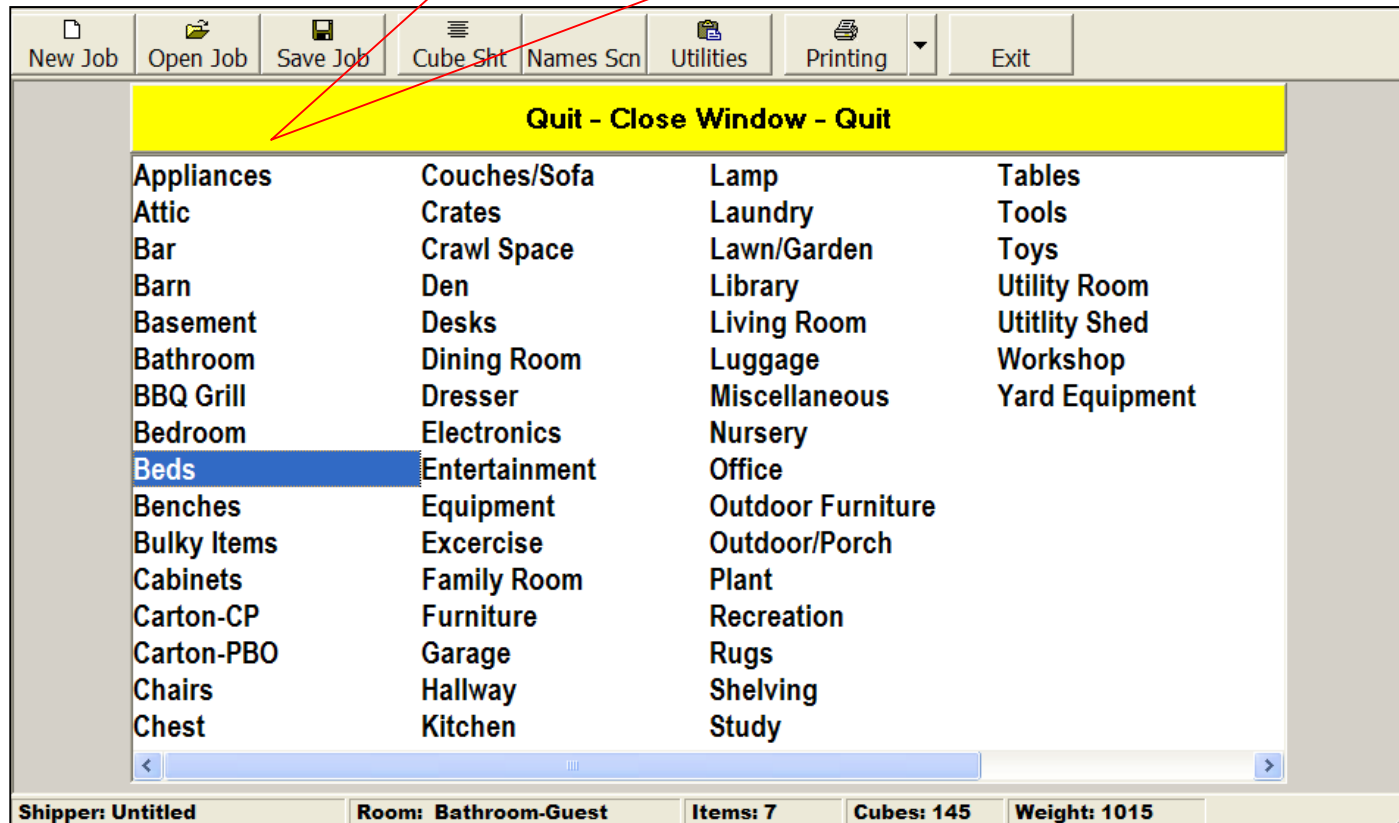 New Job Open Job Save Job Cube Sht Names Scn Utilities Printing Exit
Quit - Close Window - Quit
Appliances
Attic
Bar
Barn
Basement
Bathroom
BBQ Grill
Bedroom
Beds
Benches
Bulky Items
Cabinets
Carton-CP
Carton-PBO
Chairs
Chest
Couches/Sofa
Crates
Crawl Space
Den
Desks
Dining Room
Dresser
Electronics
Entertainment
Equipment
Excercise
Family Room
Furniture
Garage
Hallway
Kitchen
Lamp
Laundry
Lawn/Garden
Library
Living Room
Luggage
Miscellaneous
Nursery
Office
Outdoor Furniture
Outdoor/Porch
Plant
Recreation
Rugs
Shelving
Study
Tables
Tools
Toys
Utility Room
Utitlity Shed
Workshop
Yard Equipment
Shipper: Untitled Room: Bathroom-Guest Items: 7 Cubes: 145 Weight: 1015